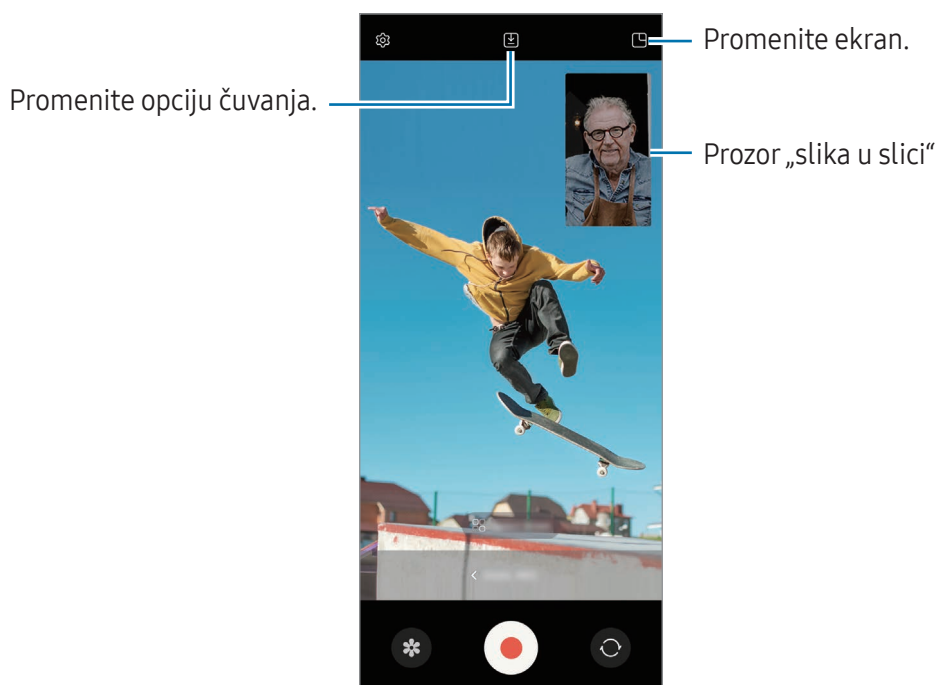 Promenite ekran.
Promenite opciju čuvanja.
Prozor „slika u slici“